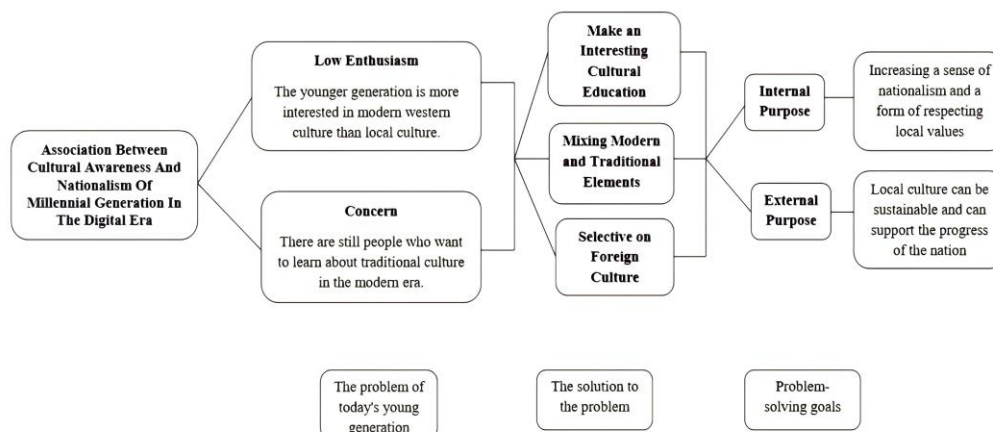 Association Between
Cultural Awareness And
Nationalism Of
Millennial Generation In
The Digital Era
Low Enthusiasm
The younger generation is more
interested in modern western
culture than local culture.
Concern
There are still people who want
to learn about traditional culture
in the modern era.
Make an
Interesting
Cultural
Education
Mixing Modern
and Traditional
Elements
Selective on
Foreign
Culture
Internal
Purpose
Increasing a sense of
nationalism and a
form of respecting
local values
External
Purpose
Local culture can be
sustainable and can
support the progress
of the nation
The problem of
today's young
generation
The solution to
the problem
Problem-
solving goals